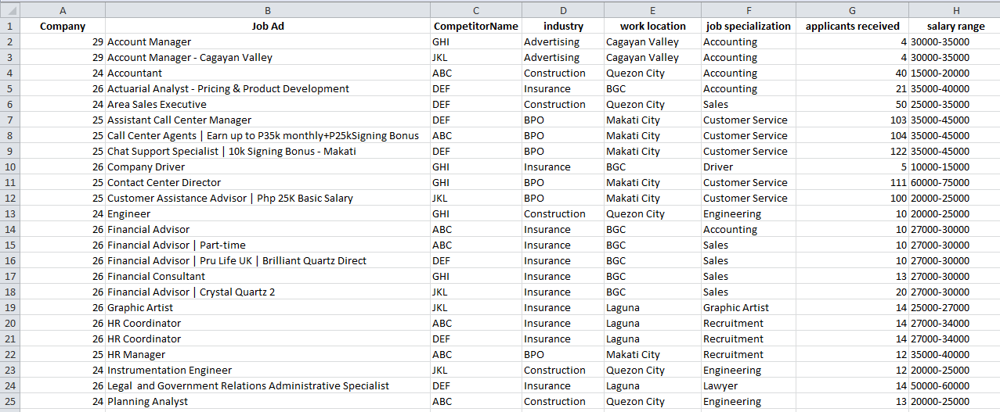 A B C D E F G H
1 Company Job Ad CompetitorName industry work location job specialization applicants received salary range
2 29 Account Manager GHI Advertising Cagayan Valley Accounting 4 30000-35000
3 29 Account Manager - Cagayan Valley JKL Advertising Cagayan Valley Accounting 4 30000-35000
4 24 Accountant ABC Construction Quezon City Accounting 40 15000-20000
5 26 Actuarial Analyst - Pricing & Product Development DEF Insurance BGC Accounting 21 35000-40000
6 24 Area Sales Executive DEF Construction Quezon City Sales 50 25000-35000
7 25 Assistant Call Center Manager DEF BPO Makati City Customer Service 103 35000-45000
8 25 Call Center Agents | Earn up to P35k monthly+P25kSigning Bonus ABC BPO Makati City Customer Service 104 35000-45000
9 25 Chat Support Specialist | 10k Signing Bonus - Makati DEF BPO Makati City Customer Service 122 35000-45000
10 26 Company Driver GHI Insurance BGC Driver 5 10000-15000
11 25 Contact Center Director GHI BPO Makati City Customer Service 111 60000-75000
12 25 Customer Assistance Advisor | Php 25K Basic Salary JKL BPO Makati City Customer Service 100 20000-25000
13 24 Engineer GHI Construction Quezon City Engineering 10 20000-25000
14 26 Financial Advisor ABC Insurance BGC Accounting 10 27000-30000
15 26 Financial Advisor | Part-time ABC Insurance BGC Sales 10 27000-30000
16 26 Financial Advisor | Pru Life UK | Brilliant Quartz Direct DEF Insurance BGC Sales 10 27000-30000
17 26 Financial Consultant GHI Insurance BGC Sales 13 27000-30000
18 26 Financial Advisor | Crystal Quartz 2 JKL Insurance BGC Sales 20 27000-30000
19 26 Graphic Artist JKL Insurance Laguna Graphic Artist 14 25000-27000
20 26 HR Coordinator ABC Insurance Laguna Recruitment 14 27000-34000
21 26 HR Coordinator DEF Insurance Laguna Recruitment 14 27000-34000
22 25 HR Manager ABC BPO Makati City Recruitment 12 35000-40000
23 24 Instrumentation Engineer JKL Construction Quezon City Engineering 12 20000-25000
24 26 Legal and Government Relations Administrative Specialist DEF Insurance Laguna Lawyer 14 50000-60000
25 24 Planning Analyst ABC Construction Quezon City Engineering 13 20000-25000